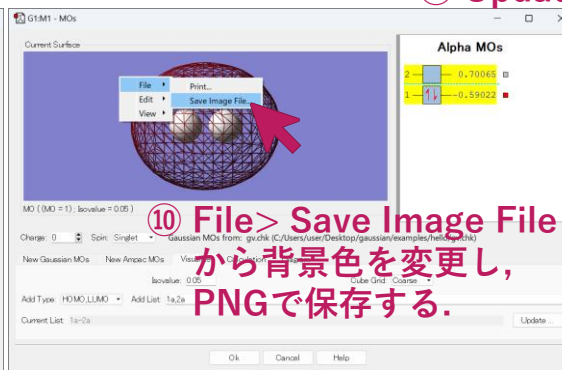 ⑨ Update
G1:M1 - MOs
Current Surface
Alpha MOs
File
Print...
Edit
Save Image File...
View
2
0.70065
1
-0.59022
MO ( (MO = 1) ; Isovalue = 0.05 )
⑩ File> Save Image File
から背景色を変更し,
PNGで保存する.
Charge: 0 Spin: Singlet Gaussian MOs from: gv.chk (C:/Users/user/Desktop/gaussian/examples/hello/gv.chk)
New Gaussian MOs New Ampac MOs
Isovalue: 0.05 Cube Grid: Coarse
Add Type: HOMO,LUMO Add List: 1a,2a
Current List: 1a-2a
Update ...
Ok Cancel Help